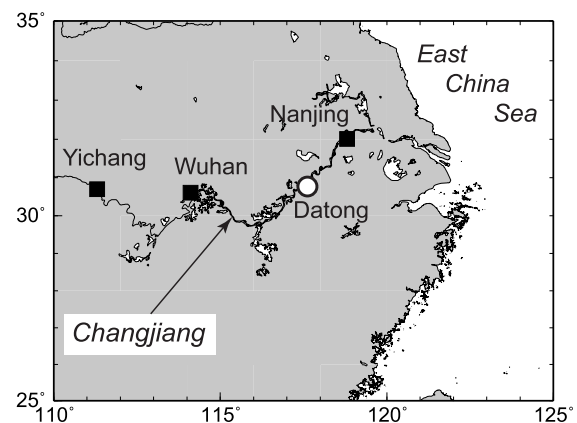 35°
East
China
Sea
Nanjing
Yichang
Wuhan
30°
Datong
Changjiang
25°
110°
115°
120°
125°